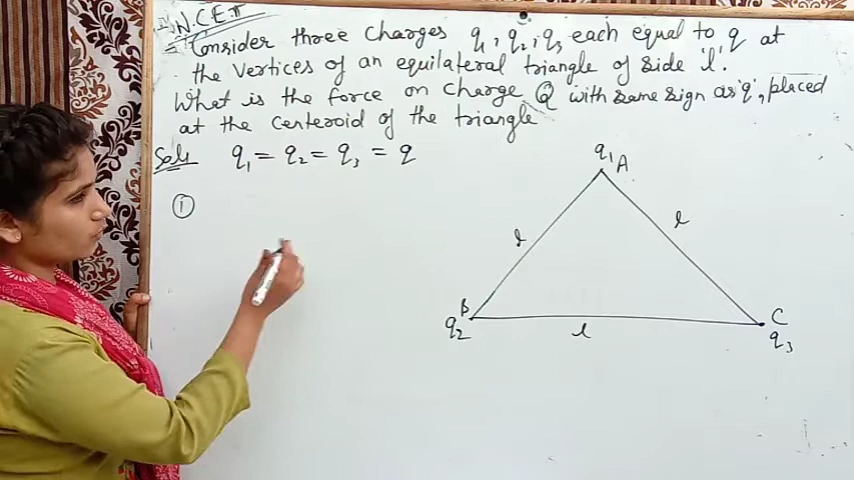 N.C.E.R.T
Consider three Charges q1, q2, q3 each equal to q at
the vertices of an equilateral triangle of side 'l'.
What is the force on charge Q with same sign as 'q', placed
at the centeroid of the triangle
Sol: q1 = q2 = q3 = q
i
q1 A
l
l
B
q2
l
C
q3